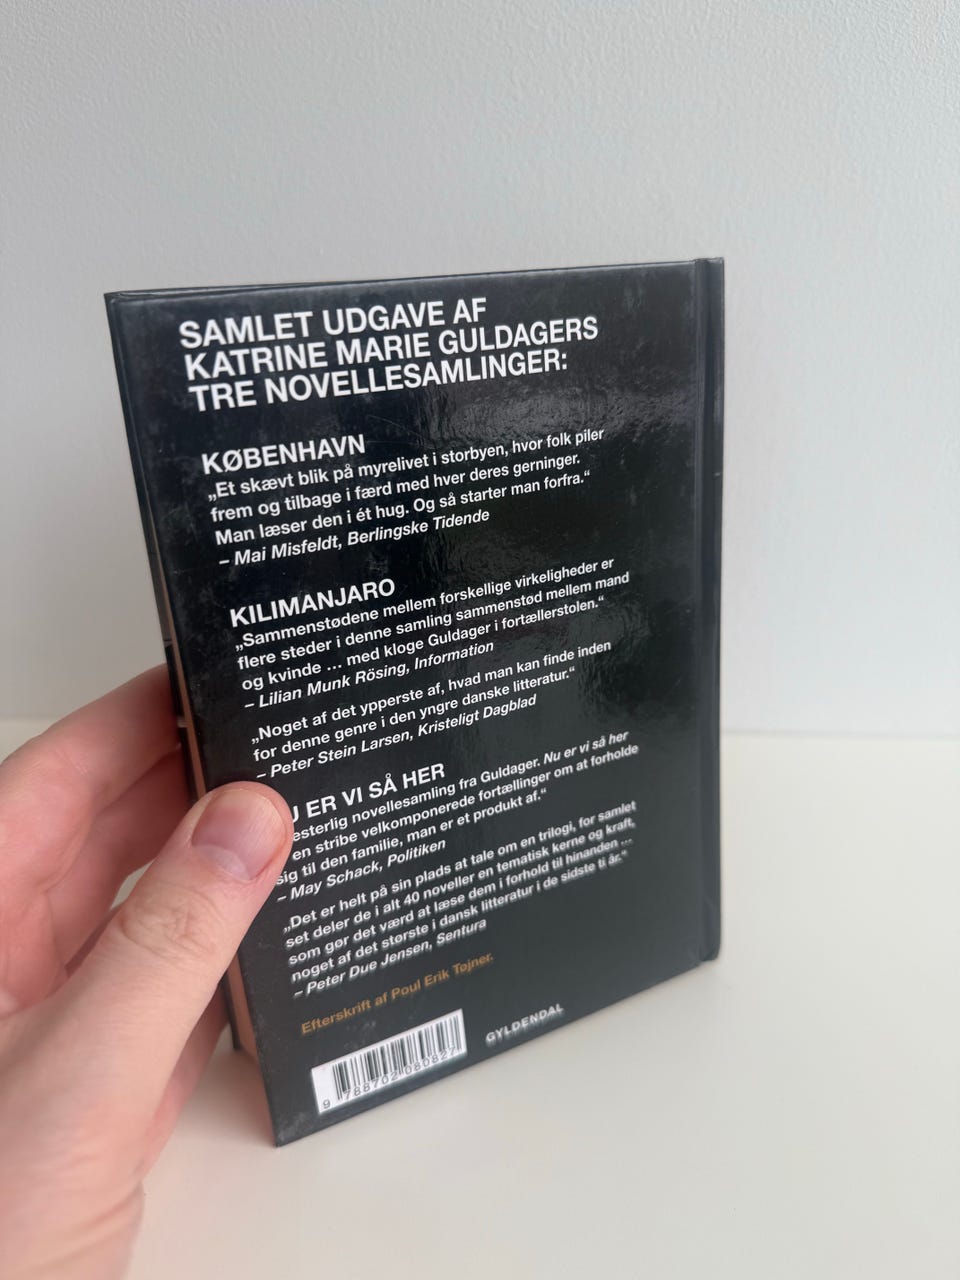 SAMLET UDGAVE AF
KATRINE MARIE GULDAGERS
TRE NOVELLESAMLINGER:
KØBENHAVN
„Et skævt blik på myrelivet i storbyen, hvor folk piler
frem og tilbage i færd med hver deres gerninger.
Man læser den i ét hug. Og så starter man forfra.“
– Mai Misfeldt, Berlingske Tidende
KILIMANJARO
„Sammenstødene mellem forskellige virkeligheder er
flere steder i denne samling sammenstød mellem mand
og kvinde ... med kloge Guldager i fortællerstolen.“
– Lilian Munk Rösing, Information
„Noget af det ypperste af, hvad man kan finde inden
for denne genre i den yngre danske litteratur.“
– Peter Stein Larsen, Kristeligt Dagblad
ER VI SÅ HER
esterlig novellesamling fra Guldager. Nu er vi så her
en stribe velkomponerede fortællinger om at forholde
sig til den familie, man er et produkt af.“
– May Schack, Politiken
„Det er helt på sin plads at tale om en trilogi, for samlet
set deler de i alt 40 noveller en tematisk kerne og kraft,
som gør det værd at læse dem i forhold til hinanden ...
noget af det største i dansk litteratur i de sidste ti år.“
– Peter Due Jensen, Sentura
Efterskrift af Poul Erik Tøjner.
GYLDENDAL
9 788702 080827